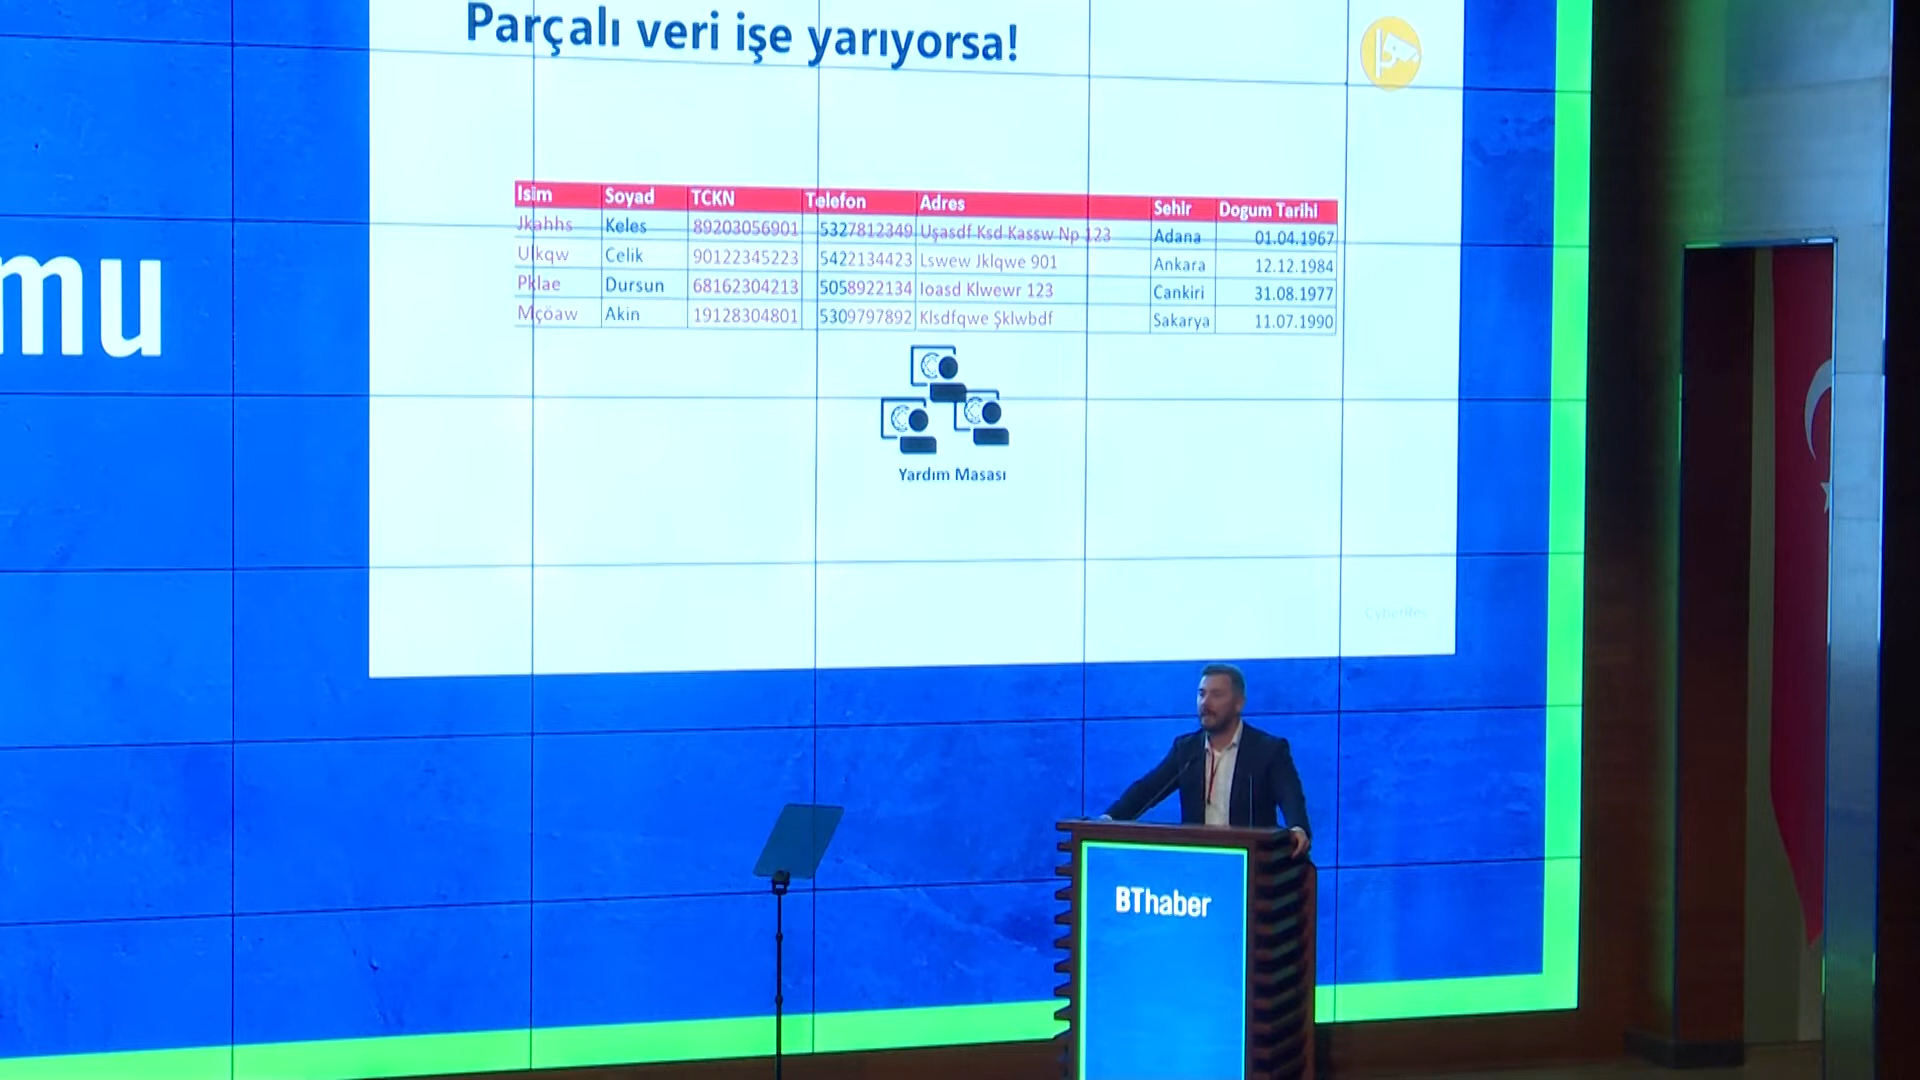 Parçalı veri işe yarıyorsa!
mu
Isim Soyad TCKN Telefon Adres Sehir Dogum Tarihi
Jkahhs Keles 89203056901 5327812349 Uşasdf Ksd Kassw Np 123 Adana 01.04.1967
Ulkqw Celik 90122345223 5422134423 Lswew Jklqwe 901 Ankara 12.12.1984
Pklae Dursun 68162304213 5058922134 Ioasd Klwewr 123 Cankiri 31.08.1977
Mçöaw Akin 19128304801 5309797892 Klsdfqwe Şklwbdf Sakarya 11.07.1990
Yardım Masası
CyberRes
BThaber